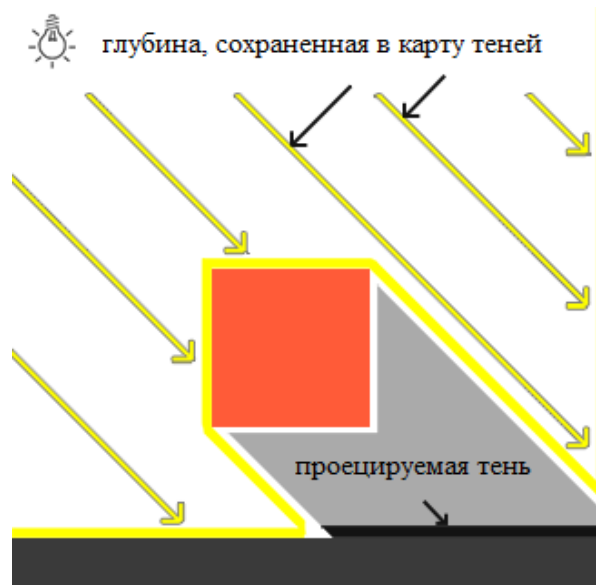 глубина, сохраненная в карту теней
проецируемая тень